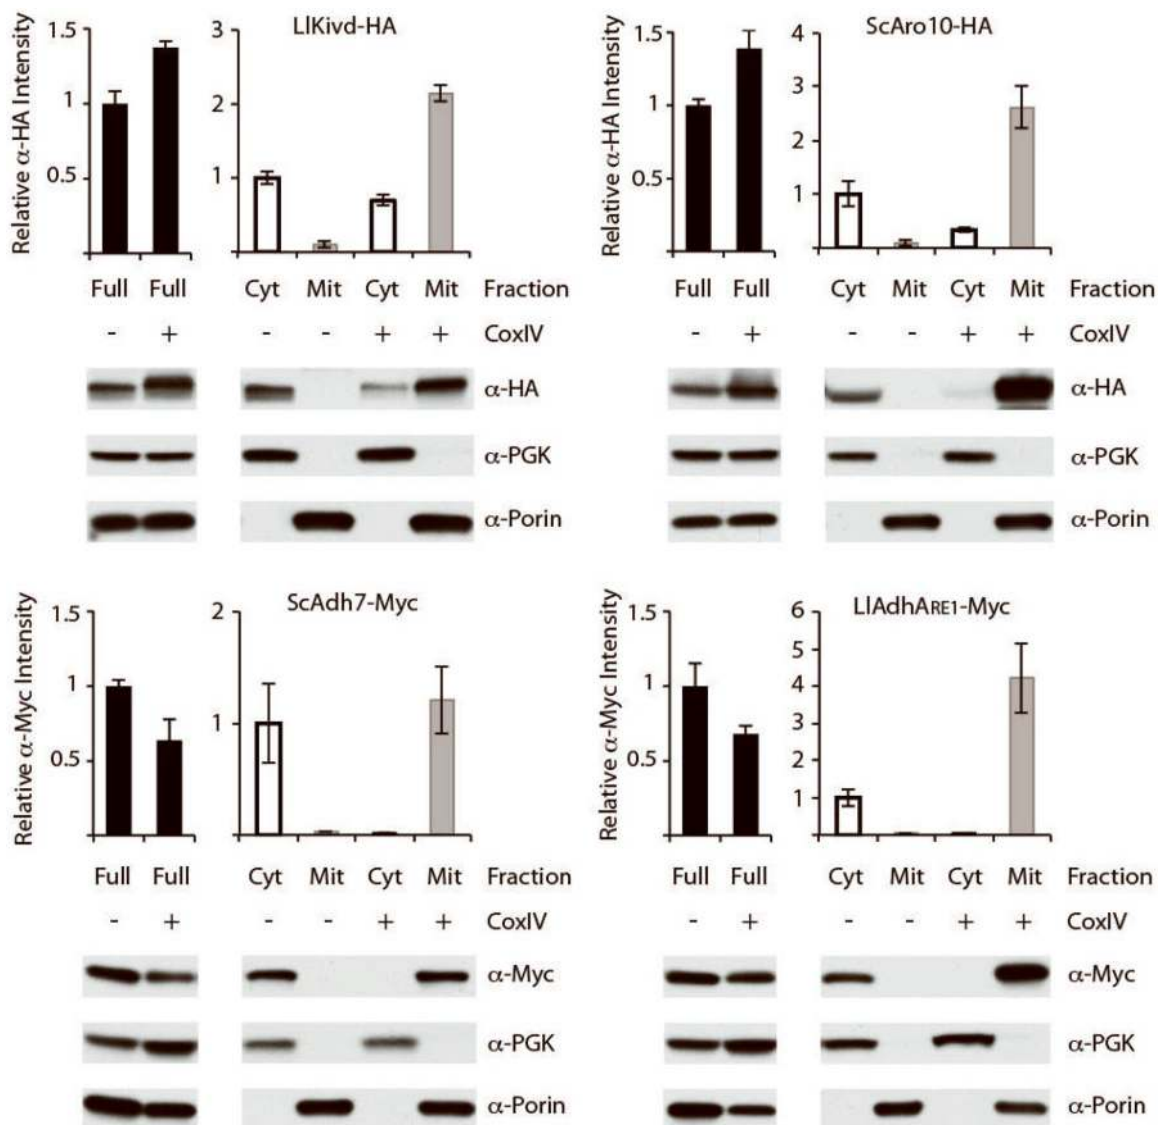 Relative α-HA Intensity
1.5
1
0.5
LlKivd-HA
3
2
1
Full Full Cyt Mit Cyt Mit Fraction
- + - - + + CoxIV
α-HA
α-PGK
α-Porin
Relative α-HA Intensity
1.5
1
0.5
ScAro10-HA
4
3
2
1
Full Full Cyt Mit Cyt Mit Fraction
- + - - + + CoxIV
α-HA
α-PGK
α-Porin
Relative α-Myc Intensity
1.5
1
0.5
ScAdh7-Myc
2
1
Full Full Cyt Mit Cyt Mit Fraction
- + - - + + CoxIV
α-Myc
α-PGK
α-Porin
Relative α-Myc Intensity
1.5
1
0.5
LlAdhARE1-Myc
6
5
4
3
2
1
Full Full Cyt Mit Cyt Mit Fraction
- + - - + + CoxIV
α-Myc
α-PGK
α-Porin